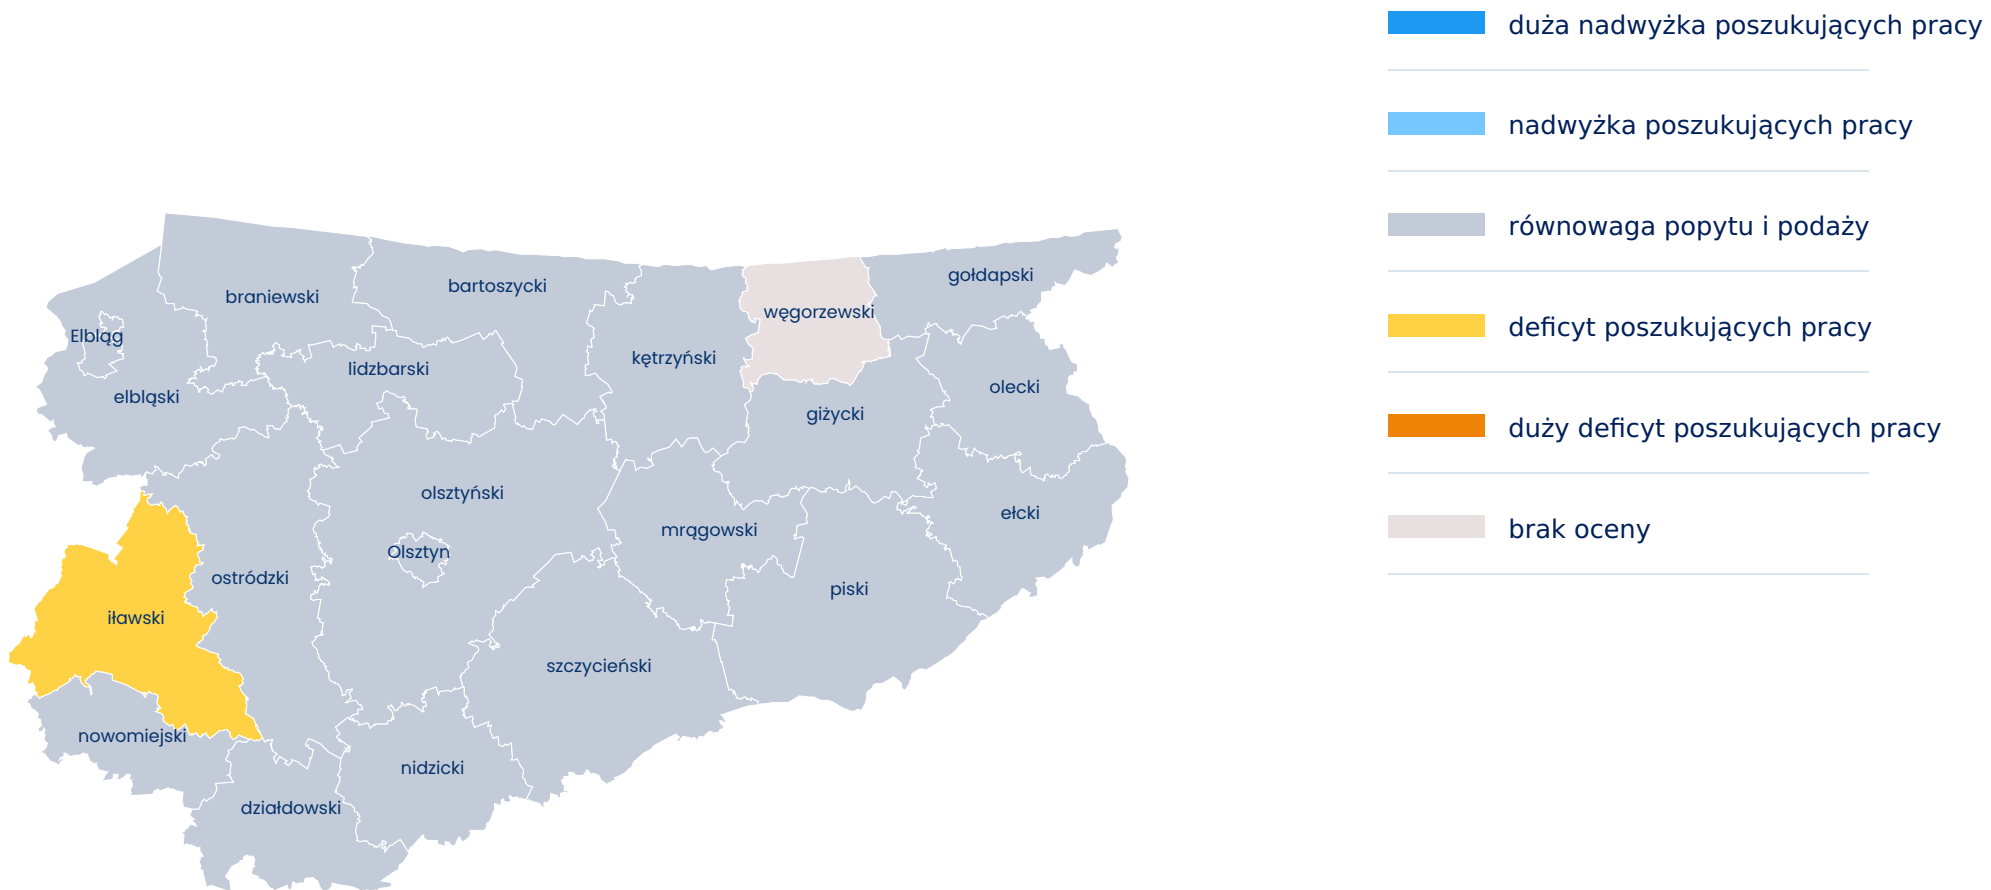 duża nadwyżka poszukujących pracy
nadwyżka poszukujących pracy
równowaga popytu i podaży
deficyt poszukujących pracy
duży deficyt poszukujących pracy
brak oceny
gołdapski
bartoszycki
braniewski
węgorzewski
Elbląg
kętrzyński
lidzbarski
olecki
elbląski
giżycki
olsztyński
ełcki
mrągowski
Olsztyn
ostródzki
piski
iławski
szczycieński
nowomiejski
nidzicki
działdowski